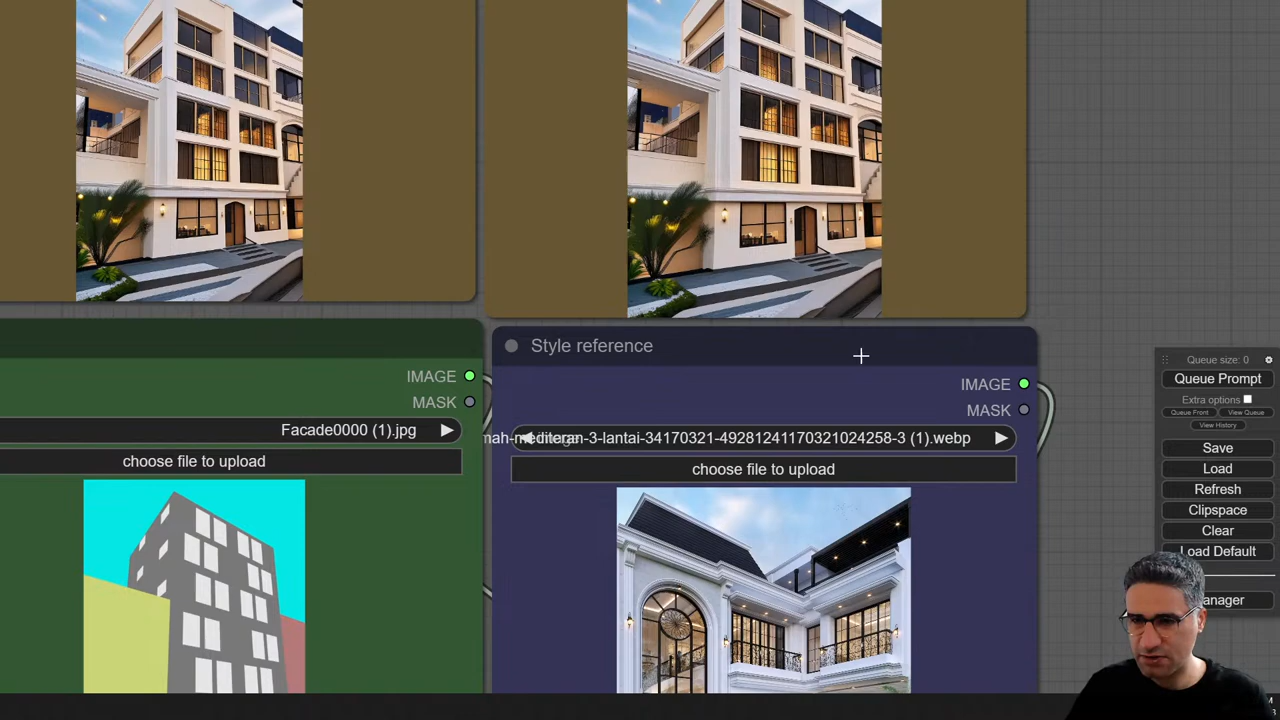 Style reference
IMAGE
MASK
Facade0000 (1).jpg
choose file to upload
IMAGE
MASK
-3-lantai-34170321-49281241170321024258-3 (1).webp
choose file to upload
Queue size: 0
Queue Prompt
Extra options
Queue Front
View Queue
View History
Save
Load
Refresh
Clipspace
Clear
Load Default
anager